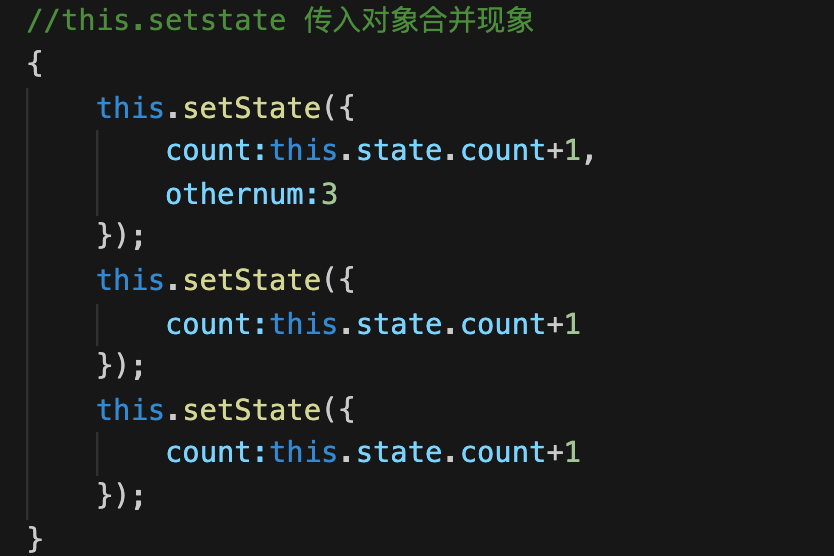 //this.setstate 传入对象合并现象
{
    this.setState({
        count:this.state.count+1,
        othernum:3
    });
    this.setState({
        count:this.state.count+1
    });
    this.setState({
        count:this.state.count+1
    });
}